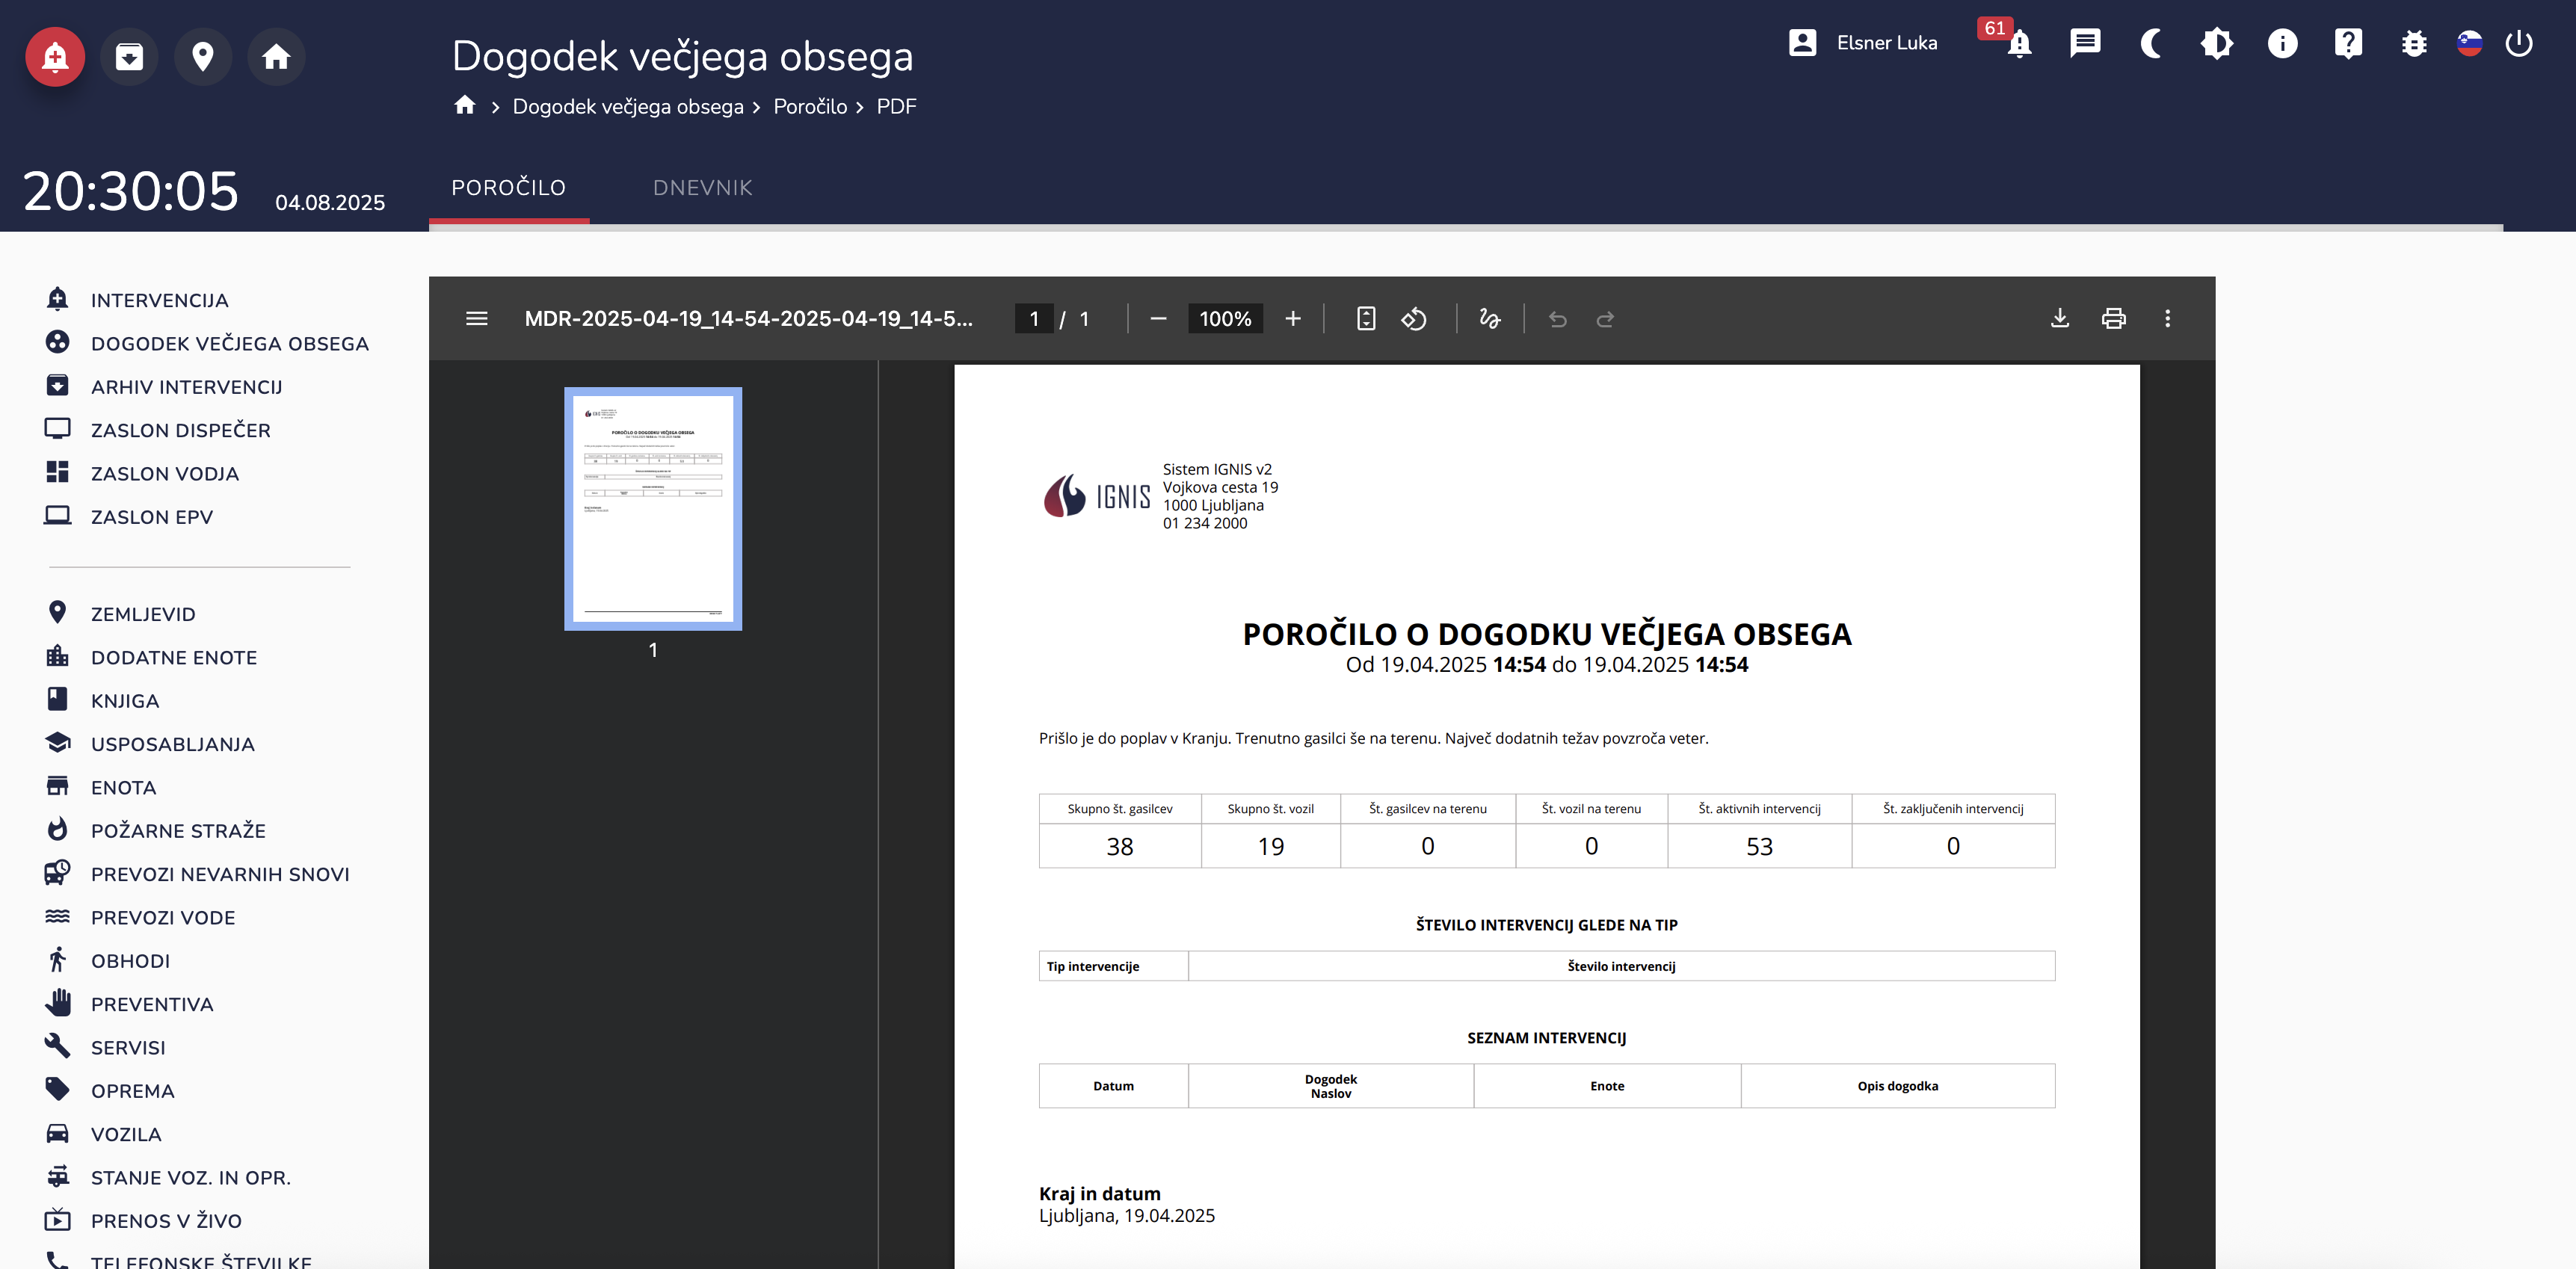 Dogodek večjega obsega
Dogodek večjega obsega > Poročilo > PDF
Elsner Luka
61
20:30:05 04.08.2025
POROČILO DNEVNIK
INTERVENCIJA
DOGODEK VEČJEGA OBSEGA
ARHIV INTERVENCIJ
ZASLON DISPEČER
ZASLON VODJA
ZASLON EPV
ZEMLJEVID
DODATNE ENOTE
KNJIGA
USPOSABLJANJA
ENOTA
POŽARNE STRAŽE
PREVOZI NEVARNIH SNOVI
PREVOZI VODE
OBHODI
PREVENTIVA
SERVISI
OPREMA
VOZILA
STANJE VOZ. IN OPR.
PRENOS V ŽIVO
TELEFONSKE ŠTEVILKE
MDR-2025-04-19_14-54-2025-04-19_14-5... 1 / 1 100%
1
IGNIS
Sistem IGNIS v2
Vojkova cesta 19
1000 Ljubljana
01 234 2000
POROČILO O DOGODKU VEČJEGA OBSEGA
Od 19.04.2025 14:54 do 19.04.2025 14:54
Prišlo je do poplav v Kranju. Trenutno gasilci še na terenu. Največ dodatnih težav povzroča veter.
Skupno št. gasilcev Skupno št. vozil Št. gasilcev na terenu Št. vozil na terenu Št. aktivnih intervencij Št. zaključenih intervencij
38 19 0 0 53 0
ŠTEVILO INTERVENCIJ GLEDE NA TIP
Tip intervencije Število intervencij
SEZNAM INTERVENCIJ
Datum Dogodek Naslov Enote Opis dogodka
Kraj in datum
Ljubljana, 19.04.2025